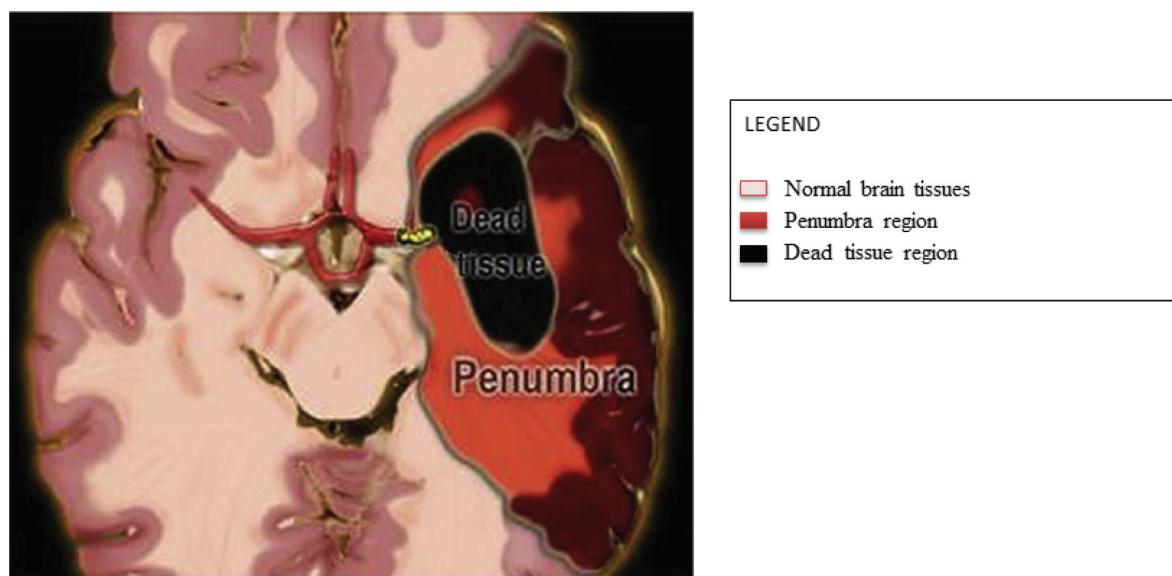 Dead
tissue
Penumbra
LEGEND
Normal brain tissues
Penumbra region
Dead tissue region